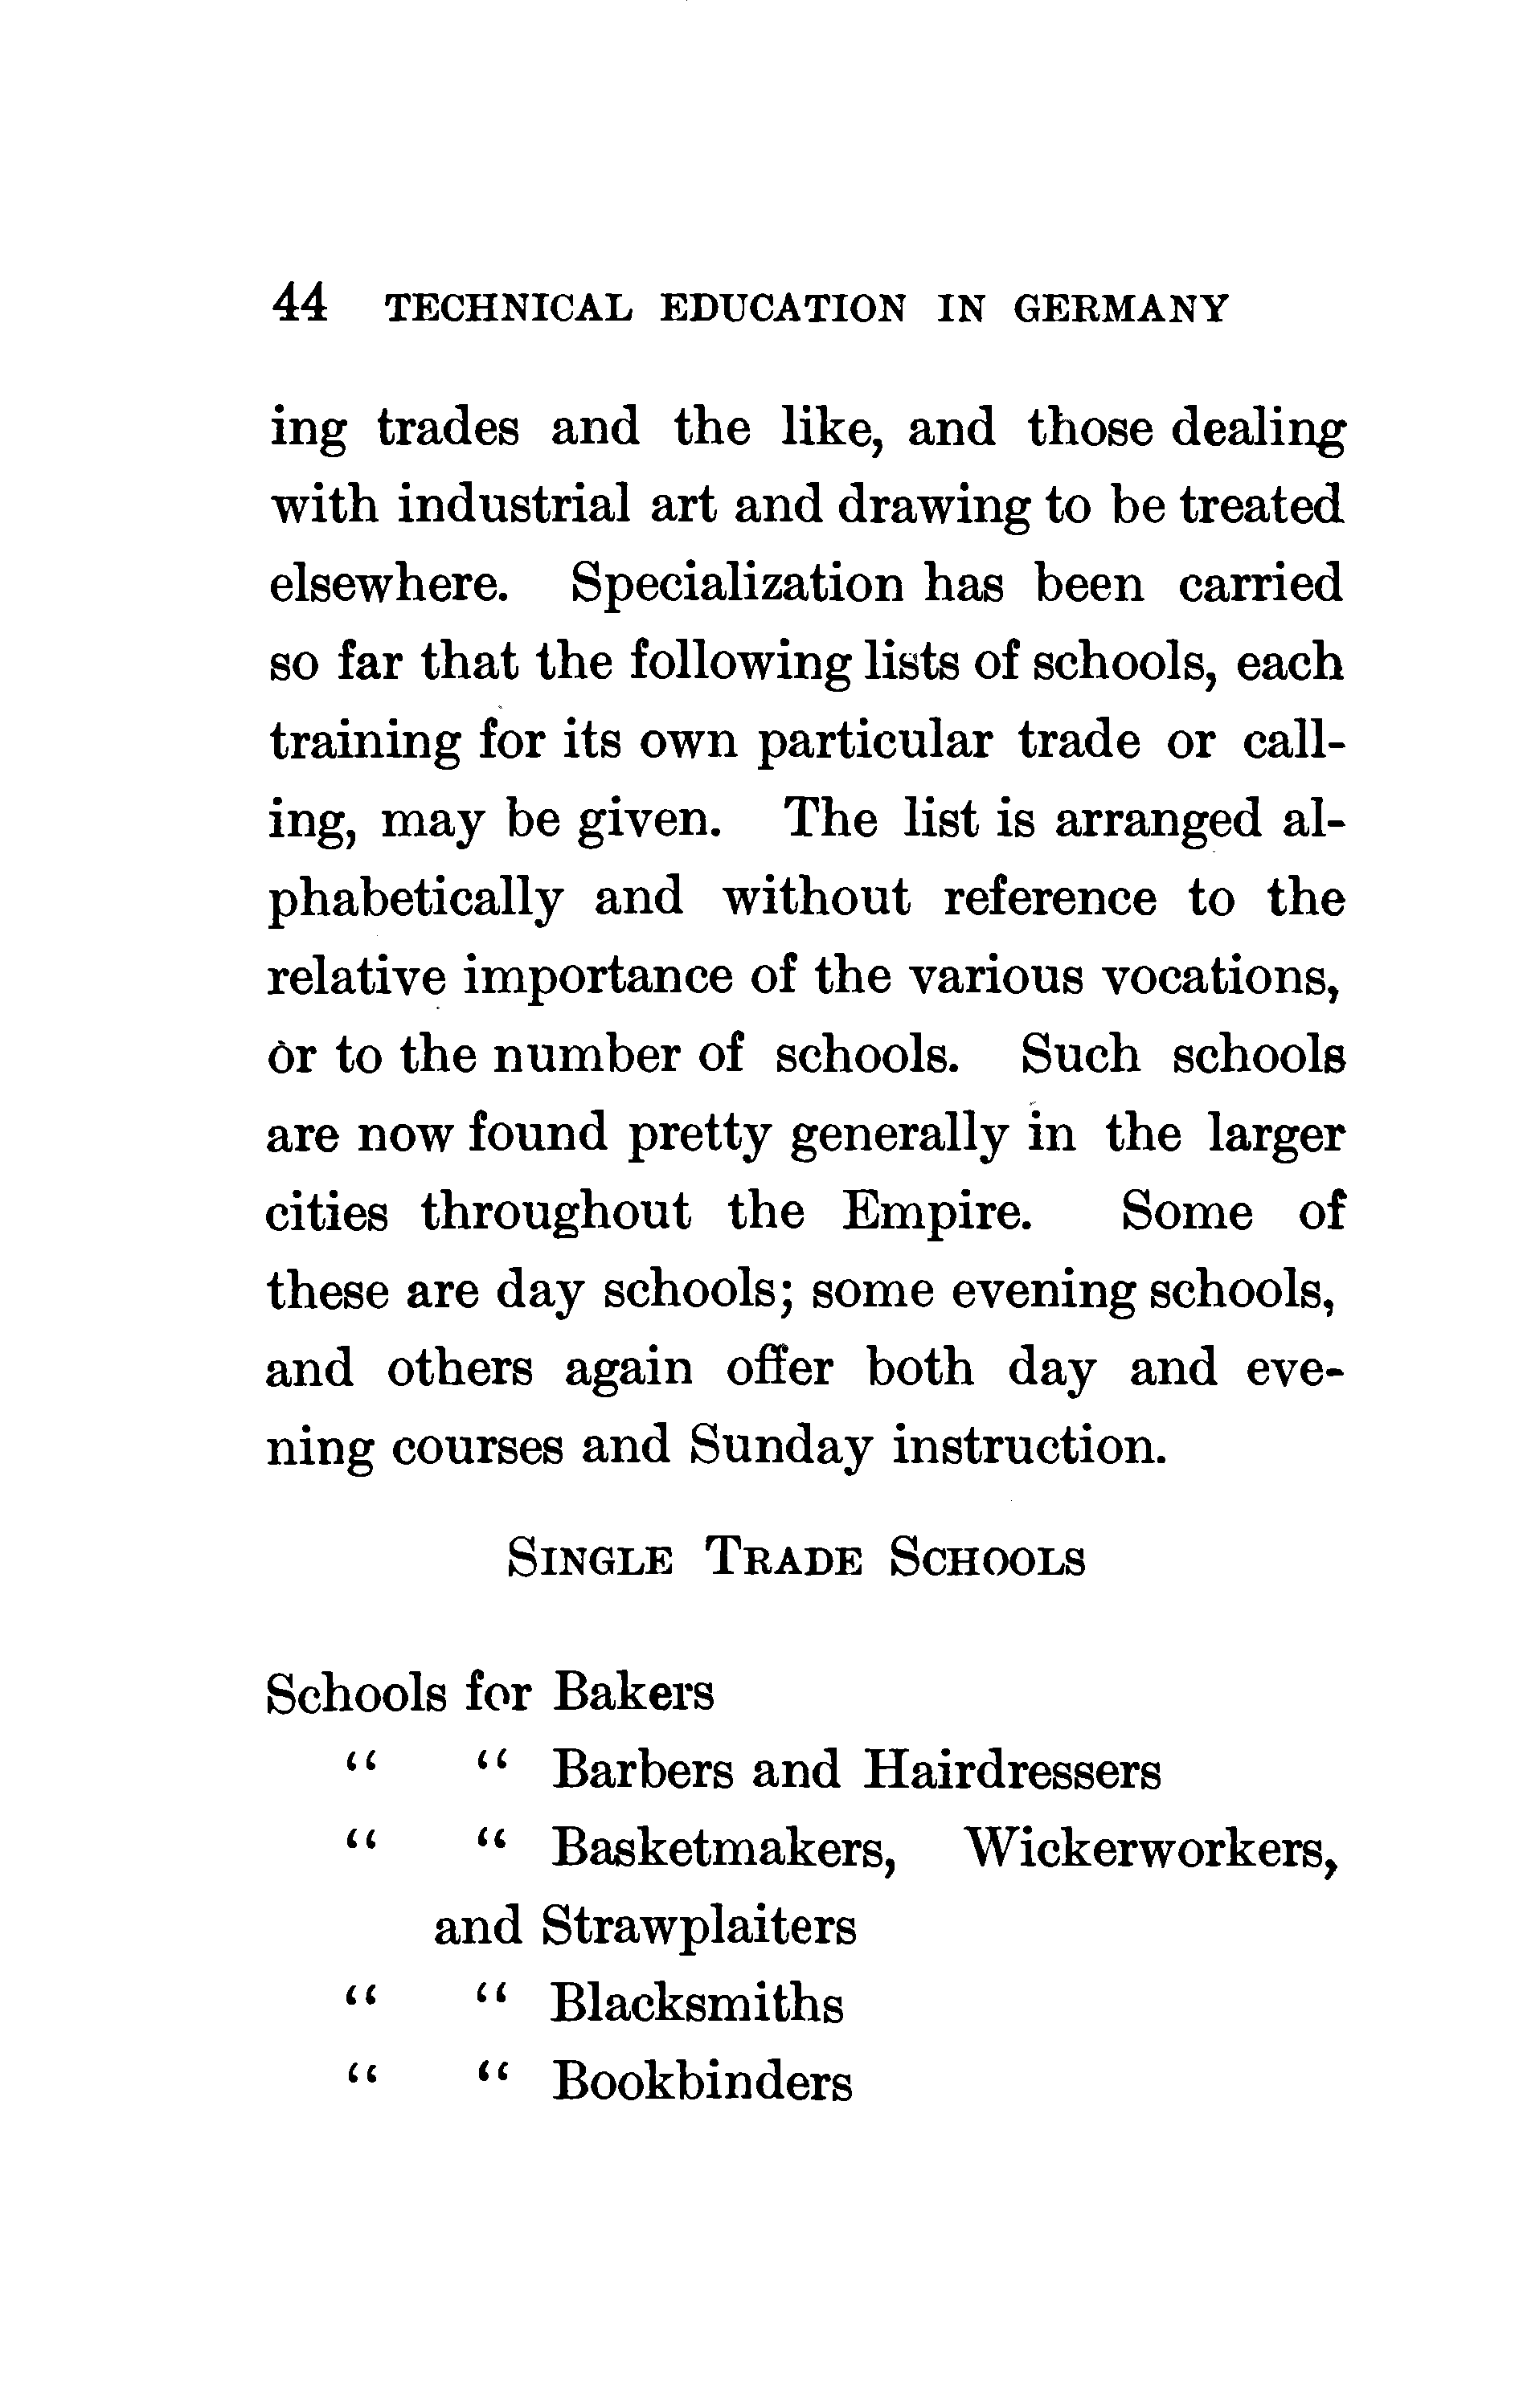 44 TECHNICAL EDUCATION IN GERMANY
ing trades and the like, and those dealing
with industrial art and drawing to be treated
elsewhere. Specialization has been carried
so far that the following lists of schools, each
training for its own particular trade or call-
ing, may be given. The list is arranged al-
phabetically and without reference to the
relative importance of the various vocations,
or to the number of schools. Such schools
are now found pretty generally in the larger
cities throughout the Empire. Some of
these are day schools; some evening schools,
and others again offer both day and eve-
ning courses and Sunday instruction.
SINGLE TRADE SCHOOLS
Schools for Bakers
“ “ Barbers and Hairdressers
“ “ Basketmakers, Wickerworkers,
and Strawplaiters
“ “ Blacksmiths
“ “ Bookbinders